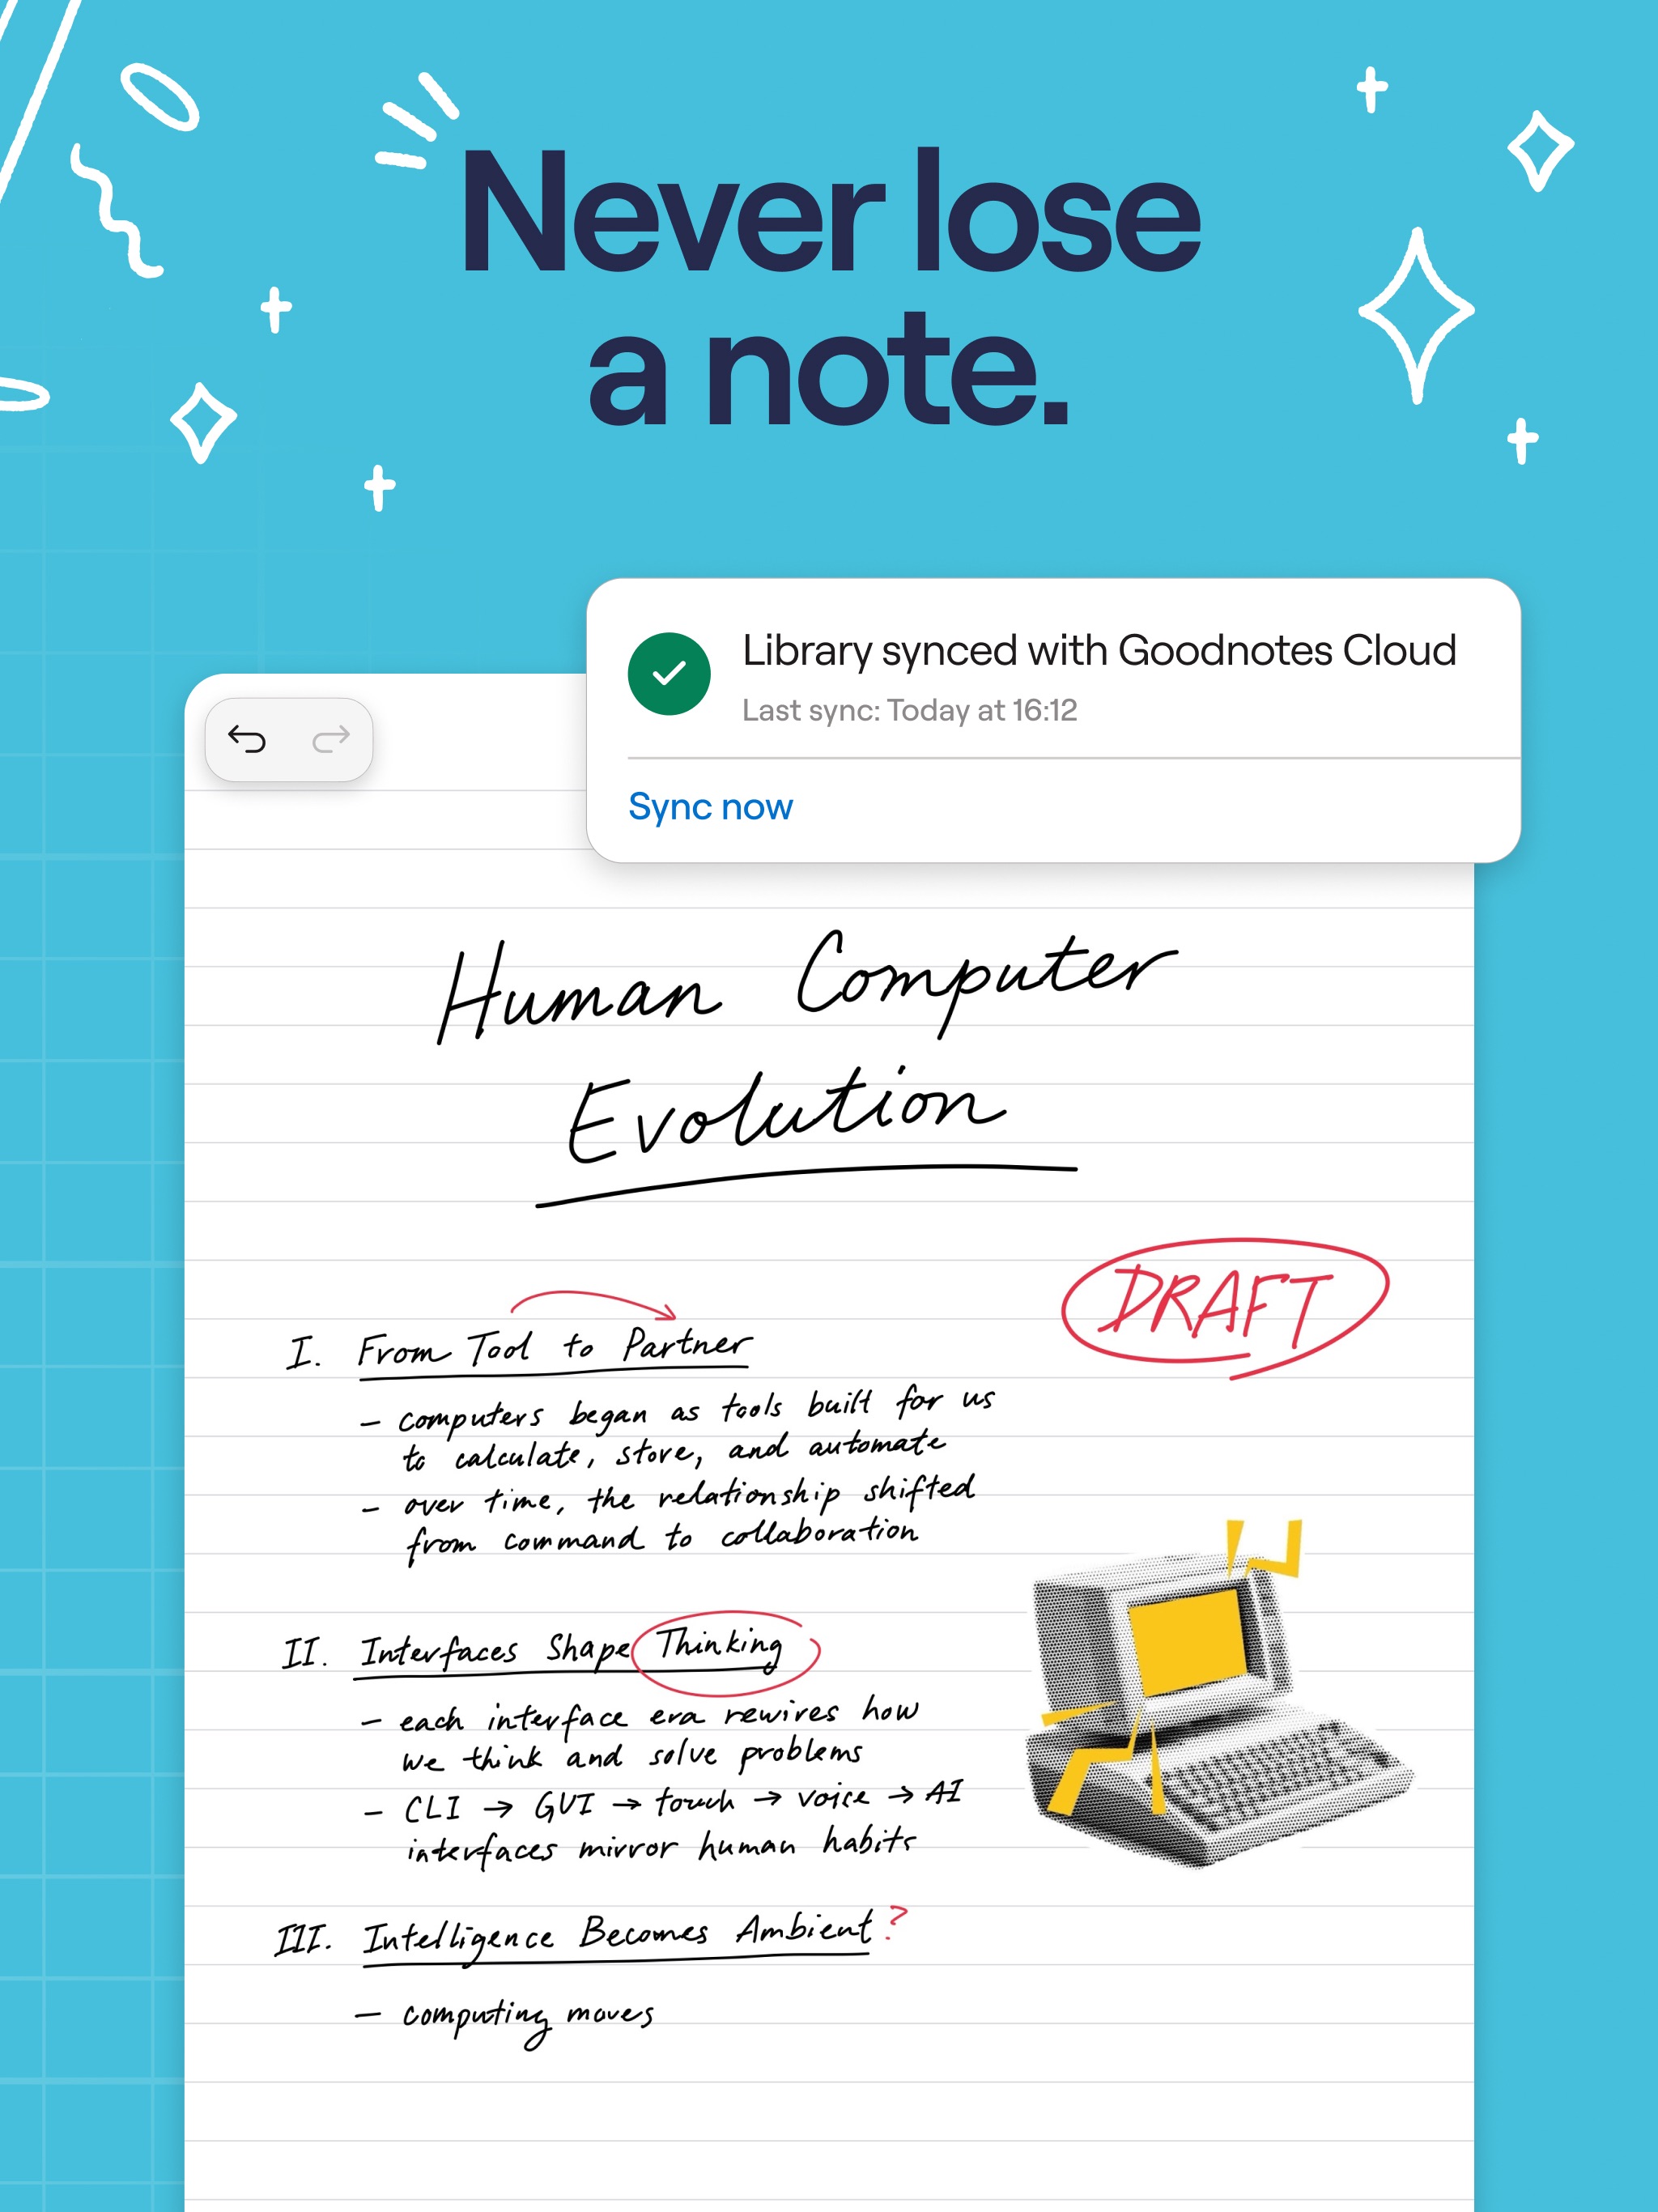 Never lose
a note.
Library synced with Goodnotes Cloud
Last sync: Today at 16:12
Sync now
Human Computer
Evolution
DRAFT
I. From Tool to Partner
– computers began as tools built for us
to calculate, store, and automate
– over time, the relationship shifted
from command to collaboration
II. Interfaces Shape Thinking
– each interface era rewires how
we think and solve problems
– CLI → GUI → touch → voice → AI
interfaces mirror human habits
III. Intelligence Becomes Ambient?
– computing moves